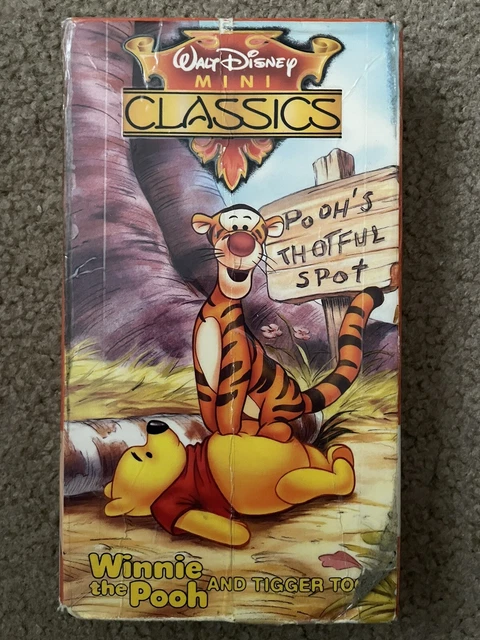 Walt Disney
MINI
CLASSICS
POOH'S
THOTFUL
SPOt
Winnie
the Pooh AND TIGGER TOO